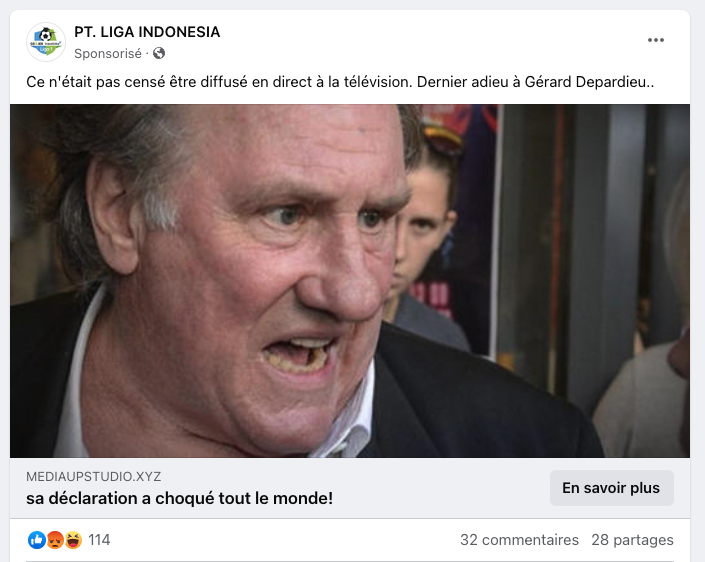 PT. LIGA INDONESIA
Sponsorisé ·
Ce n'était pas censé être diffusé en direct à la télévision. Dernier adieu à Gérard Depardieu..
MEDIAUPSTUDIO.XYZ
sa déclaration a choqué tout le monde!
En savoir plus
114
32 commentaires 28 partages